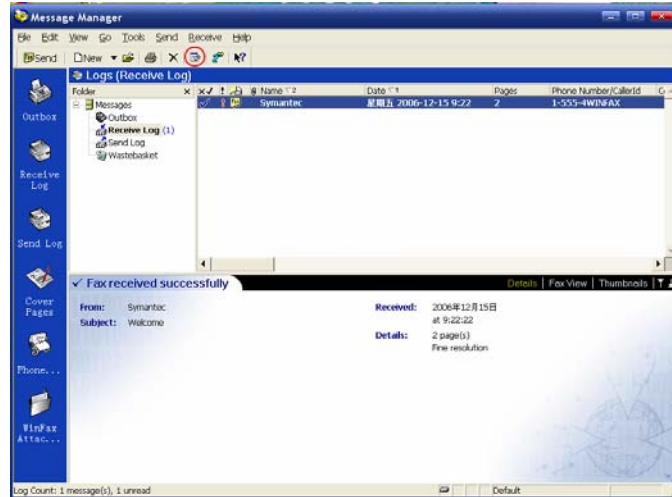 Message Manager
File Edit View Go Tools Send Receive Help
Send New
Logs (Receive Log)
Folder
Name Date Pages Phone Number/CallerId
Messages
Symantec 星期五 2006-12-15 9:22 2 1-555-4WINFAX
Outbox
Receive Log (1)
Send Log
Wastebasket
Outbox
Receive
Log
Send Log
Cover
Pages
Phone...
WinFax
Attac...
Fax received successfully
Details Fax View Thumbnails
From: Symantec
Subject: Welcome
Received: 2006年12月15日
at 9:22:22
Details: 2 page(s)
Fine resolution
Log Count: 1 message(s), 1 unread
Default